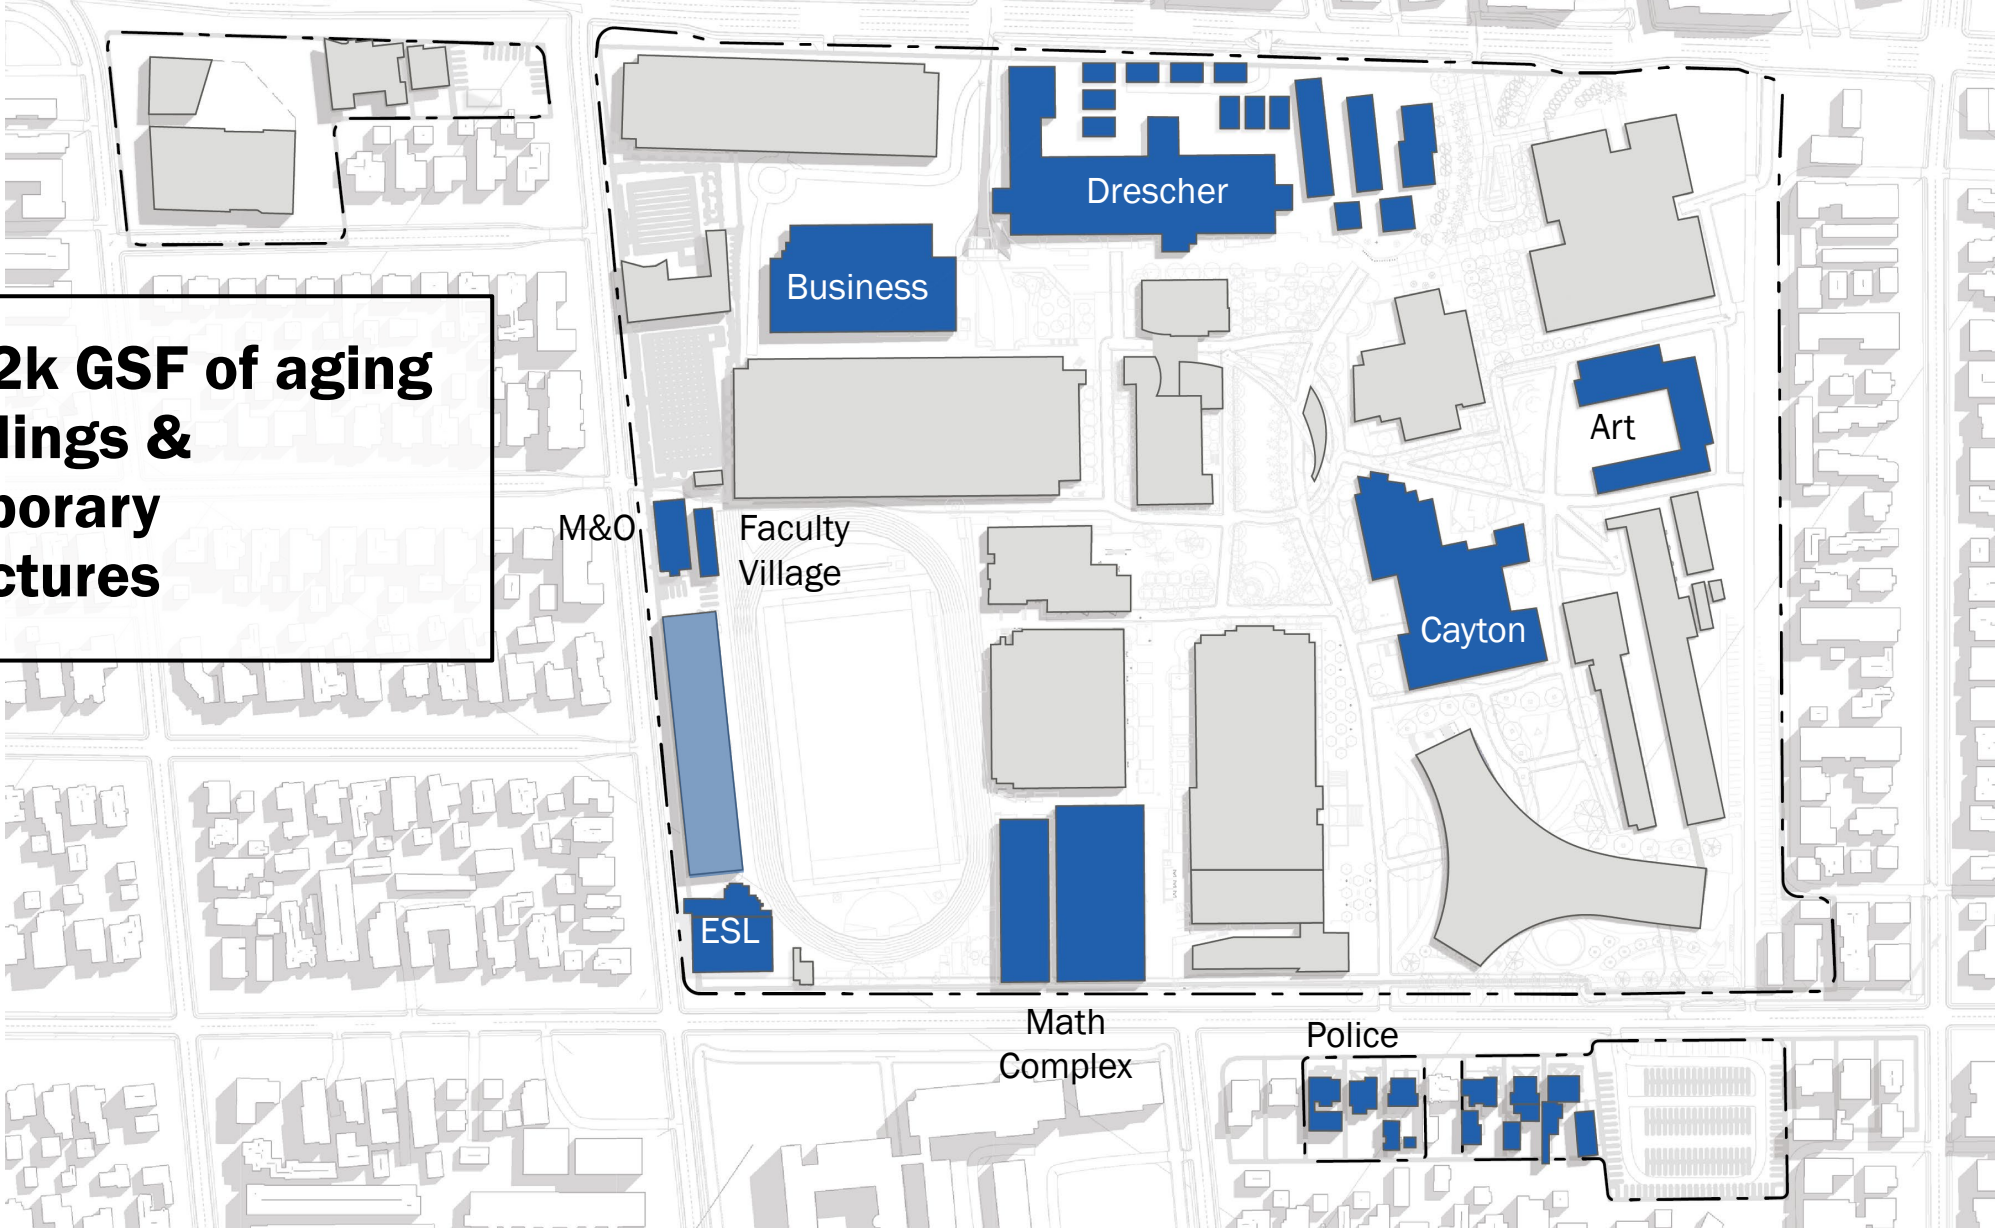 2k GSF of aging
lings &
porary
ctures
Drescher
Business
Art
M&O
Faculty
Village
Cayton
ESL
Math
Complex
Police